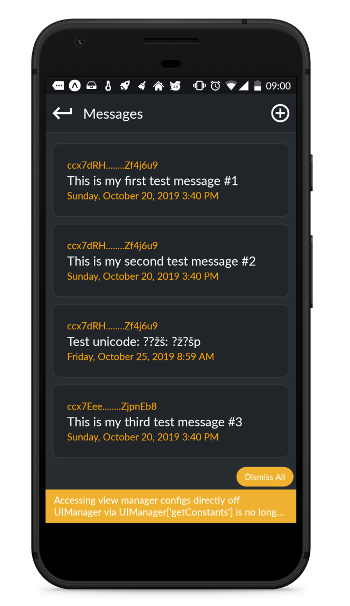 09:00
Messages
ccx7dRH........Zf4j6u9
This is my first test message #1
Sunday, October 20, 2019 3:40 PM
ccx7dRH........Zf4j6u9
This is my second test message #2
Sunday, October 20, 2019 3:40 PM
ccx7dRH........Zf4j6u9
Test unicode: ??žš: ?ž?šp
Friday, October 25, 2019 8:59 AM
ccx7Eee........ZjpnEb8
This is my third test message #3
Sunday, October 20, 2019 3:40 PM
Dismiss All
Accessing view manager configs directly off
UIManager via UIManager['getConstants'] is no long...